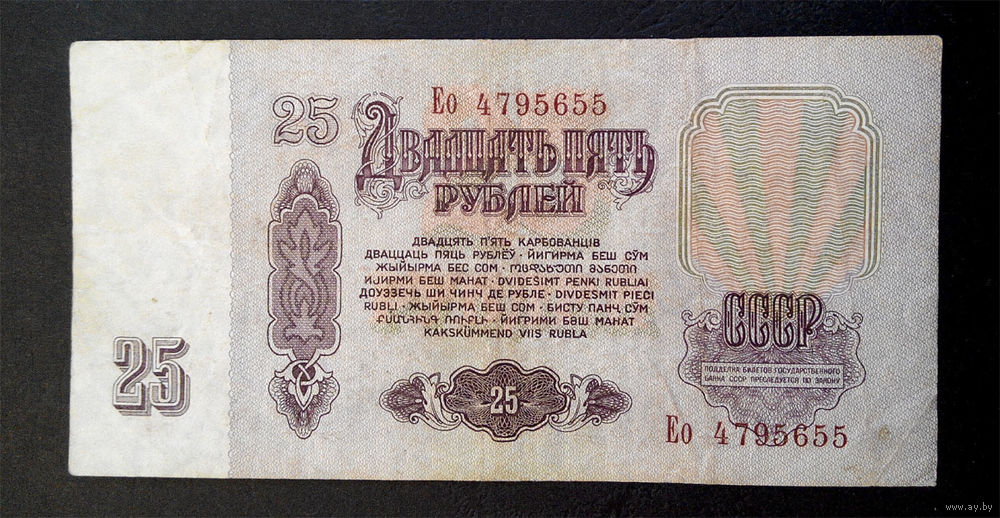 25
Ео 4795655
Двадцать пять
рублей
ДВАДЦЯТЬ П'ЯТЬ КАРБОВАНЦІВ
ДВАЦЦАЦЬ ПЯЦЬ РУБЛЁЎ · ЙИГИРМА БЕШ СЎМ
ЖЫЙЫРМА БЕС СОМ · ᲝᲪᲓᲐᲮᲣᲗᲘ ᲛᲐᲜᲔᲗᲘ
ИЈИРМИ БЕШ МАНАТ · DVIDEŠIMT PENKI RUBLIAI
ДОУЭЗЕЧЬ ШИ ЧИНЧ ДЕ РУБЛЕ · DIVDESMIT PIECI
RUBĻI · ЖЫЙЫРМА БЕШ СОМ · БИСТУ ПАНҶ СЎМ
ՔՍԱՆՀԻՆԳ ՌՈՒԲԼԻ · ЙИГРИМИ БӘШ МАНАТ
KAKSKÜMMEND VIIS RUBLA
СССР
ПОДДЕЛКА БИЛЕТОВ ГОСУДАРСТВЕННОГО
БАНКА СССР ПРЕСЛЕДУЕТСЯ ПО ЗАКОНУ
25
25
Ео 4795655
www.ay.by